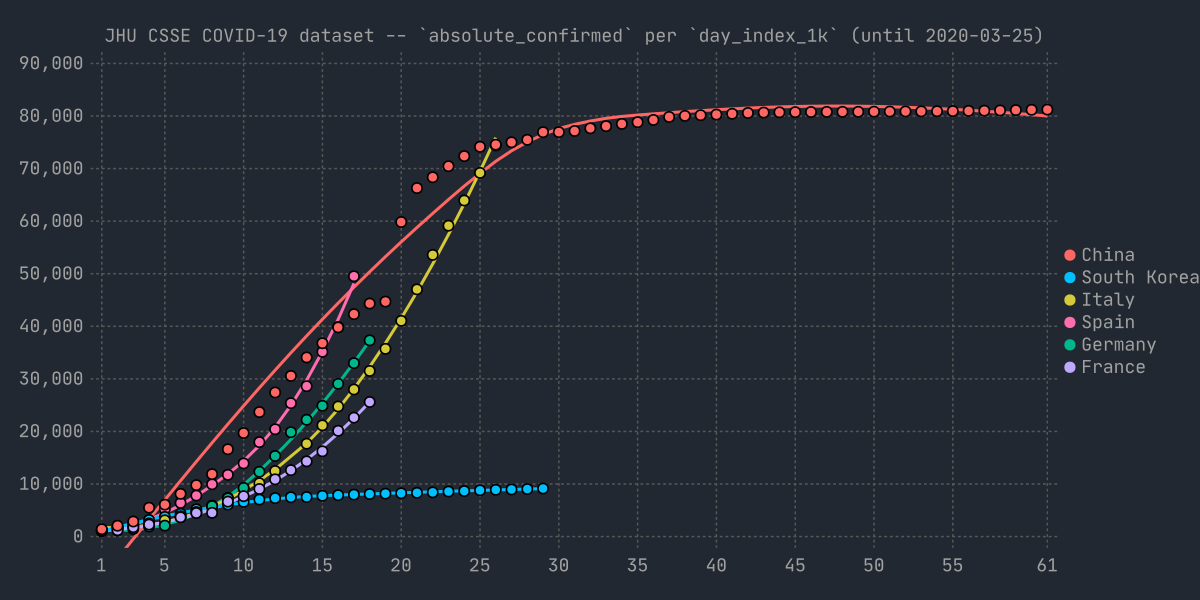 JHU CSSE COVID-19 dataset -- `absolute_confirmed` per `day_index_1k` (until 2020-03-25)
90,000
80,000
70,000
60,000
50,000
40,000
30,000
20,000
10,000
0
1 5 10 15 20 25 30 35 40 45 50 55 61
China
South Korea
Italy
Spain
Germany
France